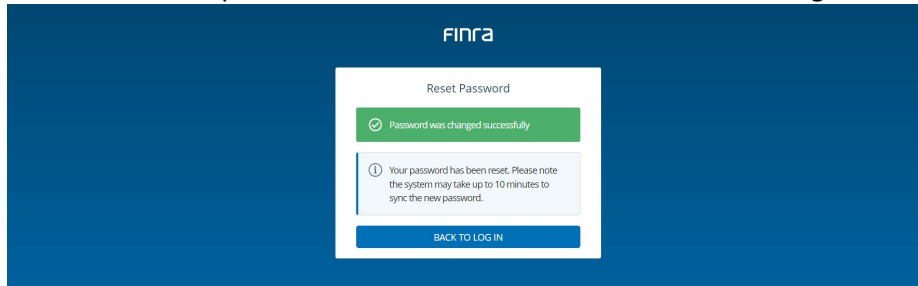 FINRA
Reset Password
Password was changed successfully
Your password has been reset. Please note
the system may take up to 10 minutes to
sync the new password.
BACK TO LOG IN